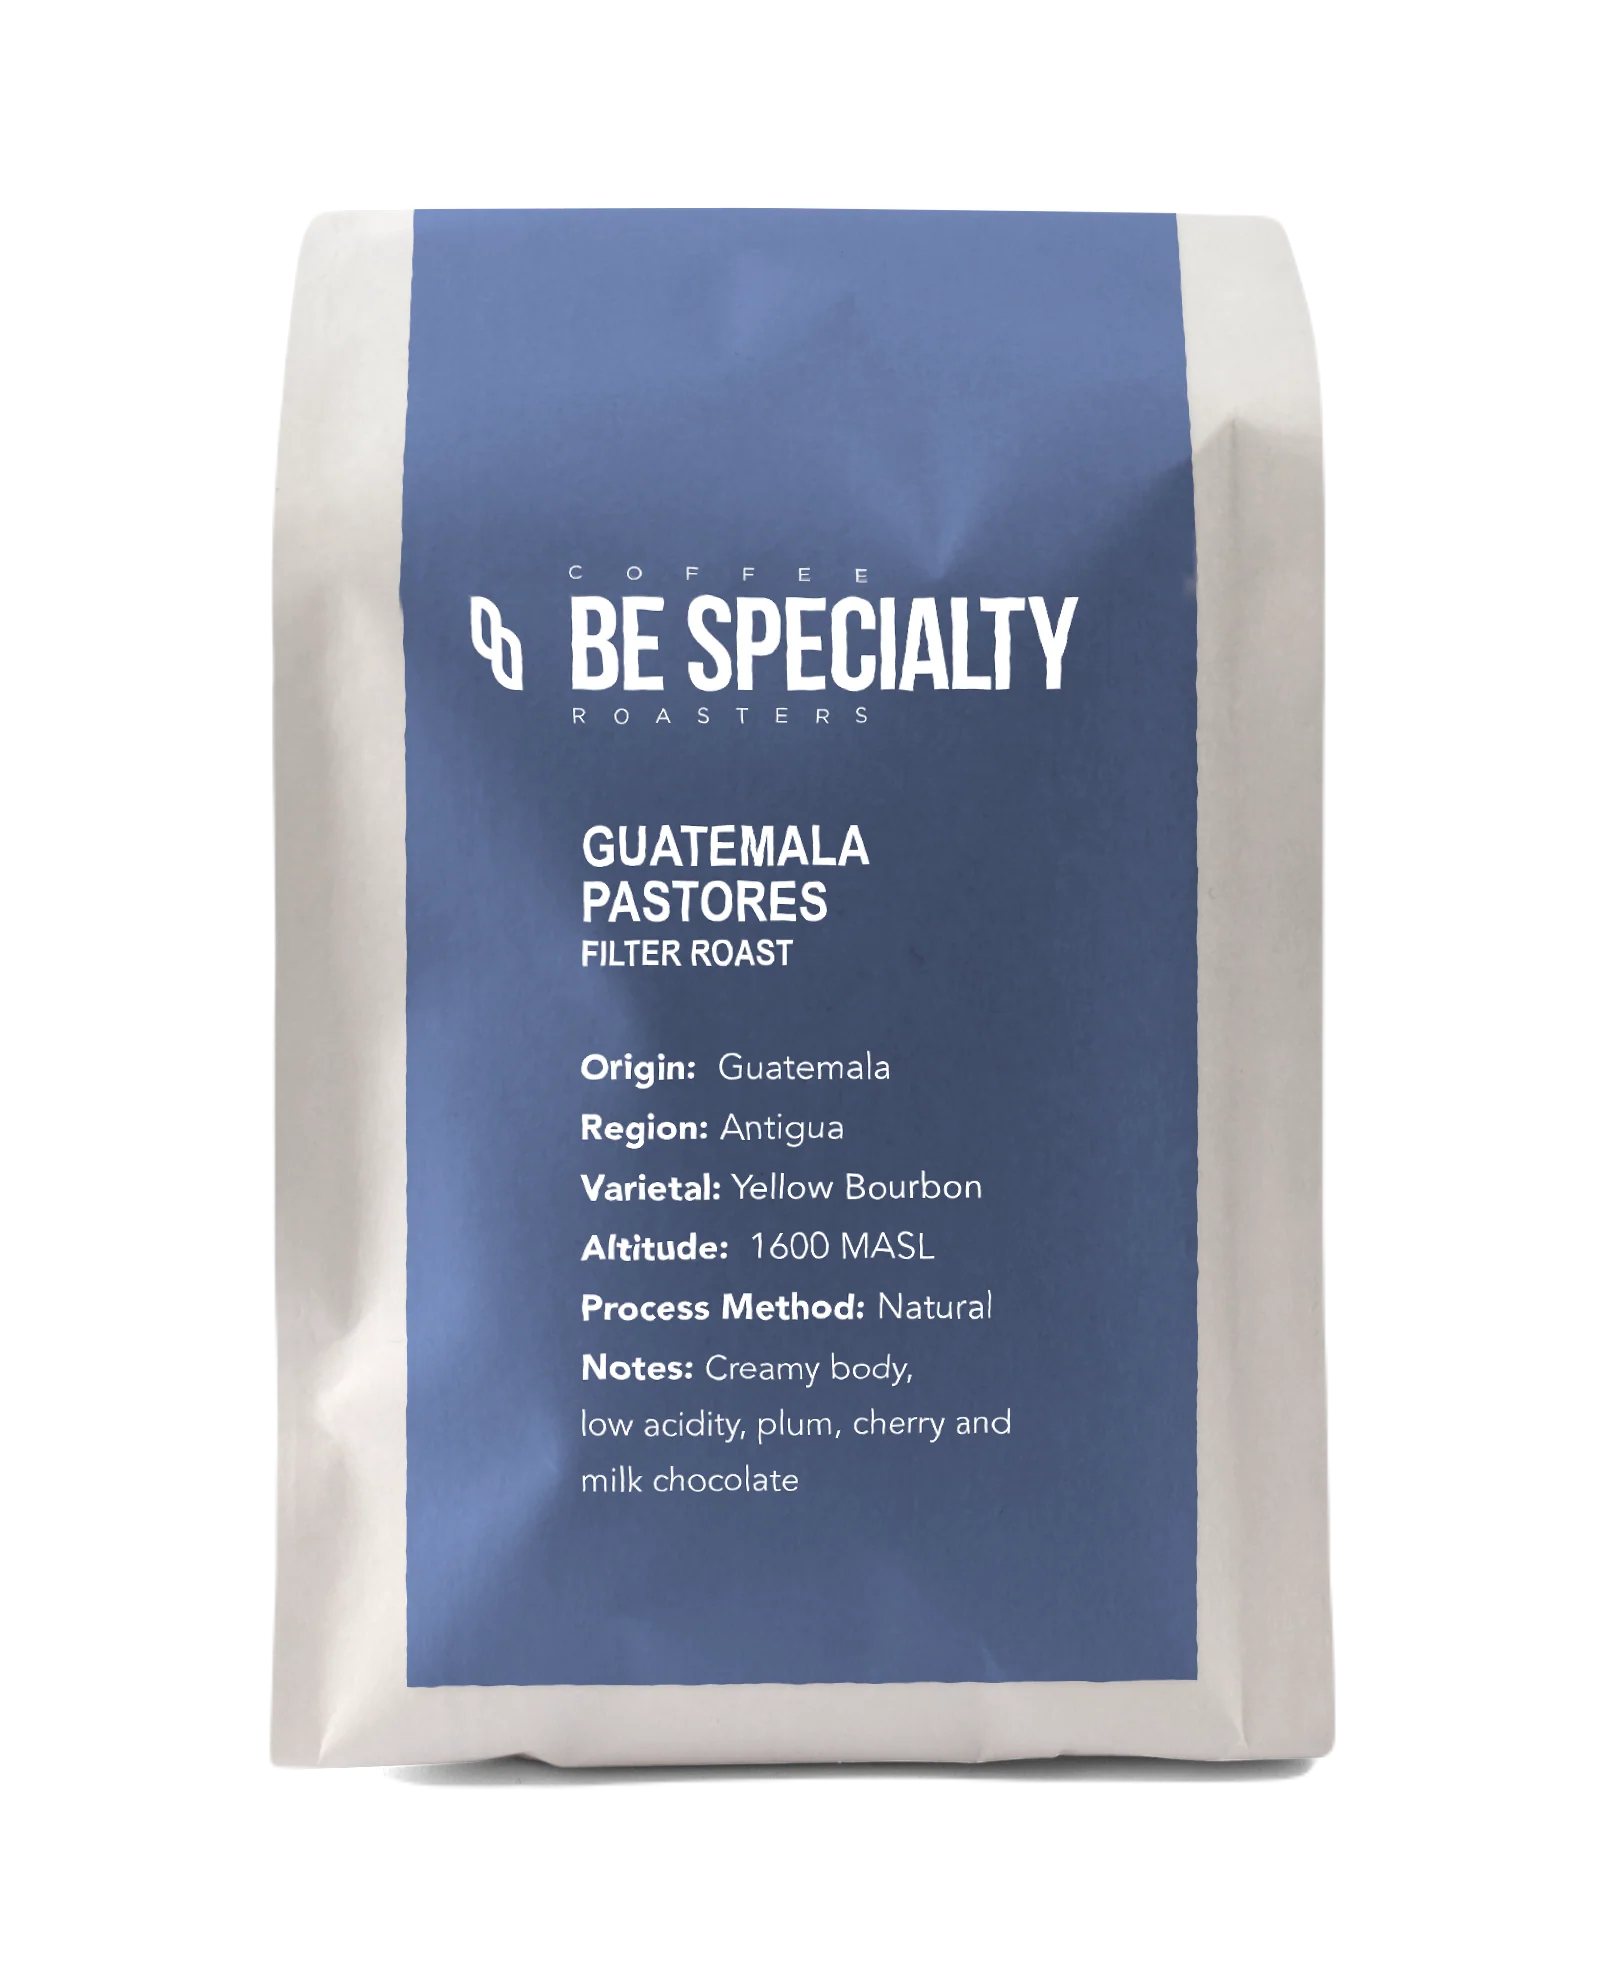 COFFEE
BE SPECIALTY
ROASTERS
GUATEMALA
PASTORES
FILTER ROAST
Origin: Guatemala
Region: Antigua
Varietal: Yellow Bourbon
Altitude: 1600 MASL
Process Method: Natural
Notes: Creamy body,
low acidity, plum, cherry and
milk chocolate